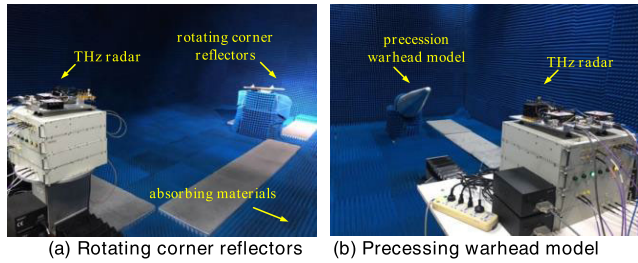 rotating corner
reflectors
THz radar
absorbing materials
precession
warhead model
THz radar
(a) Rotating corner reflectors
(b) Precessing warhead model